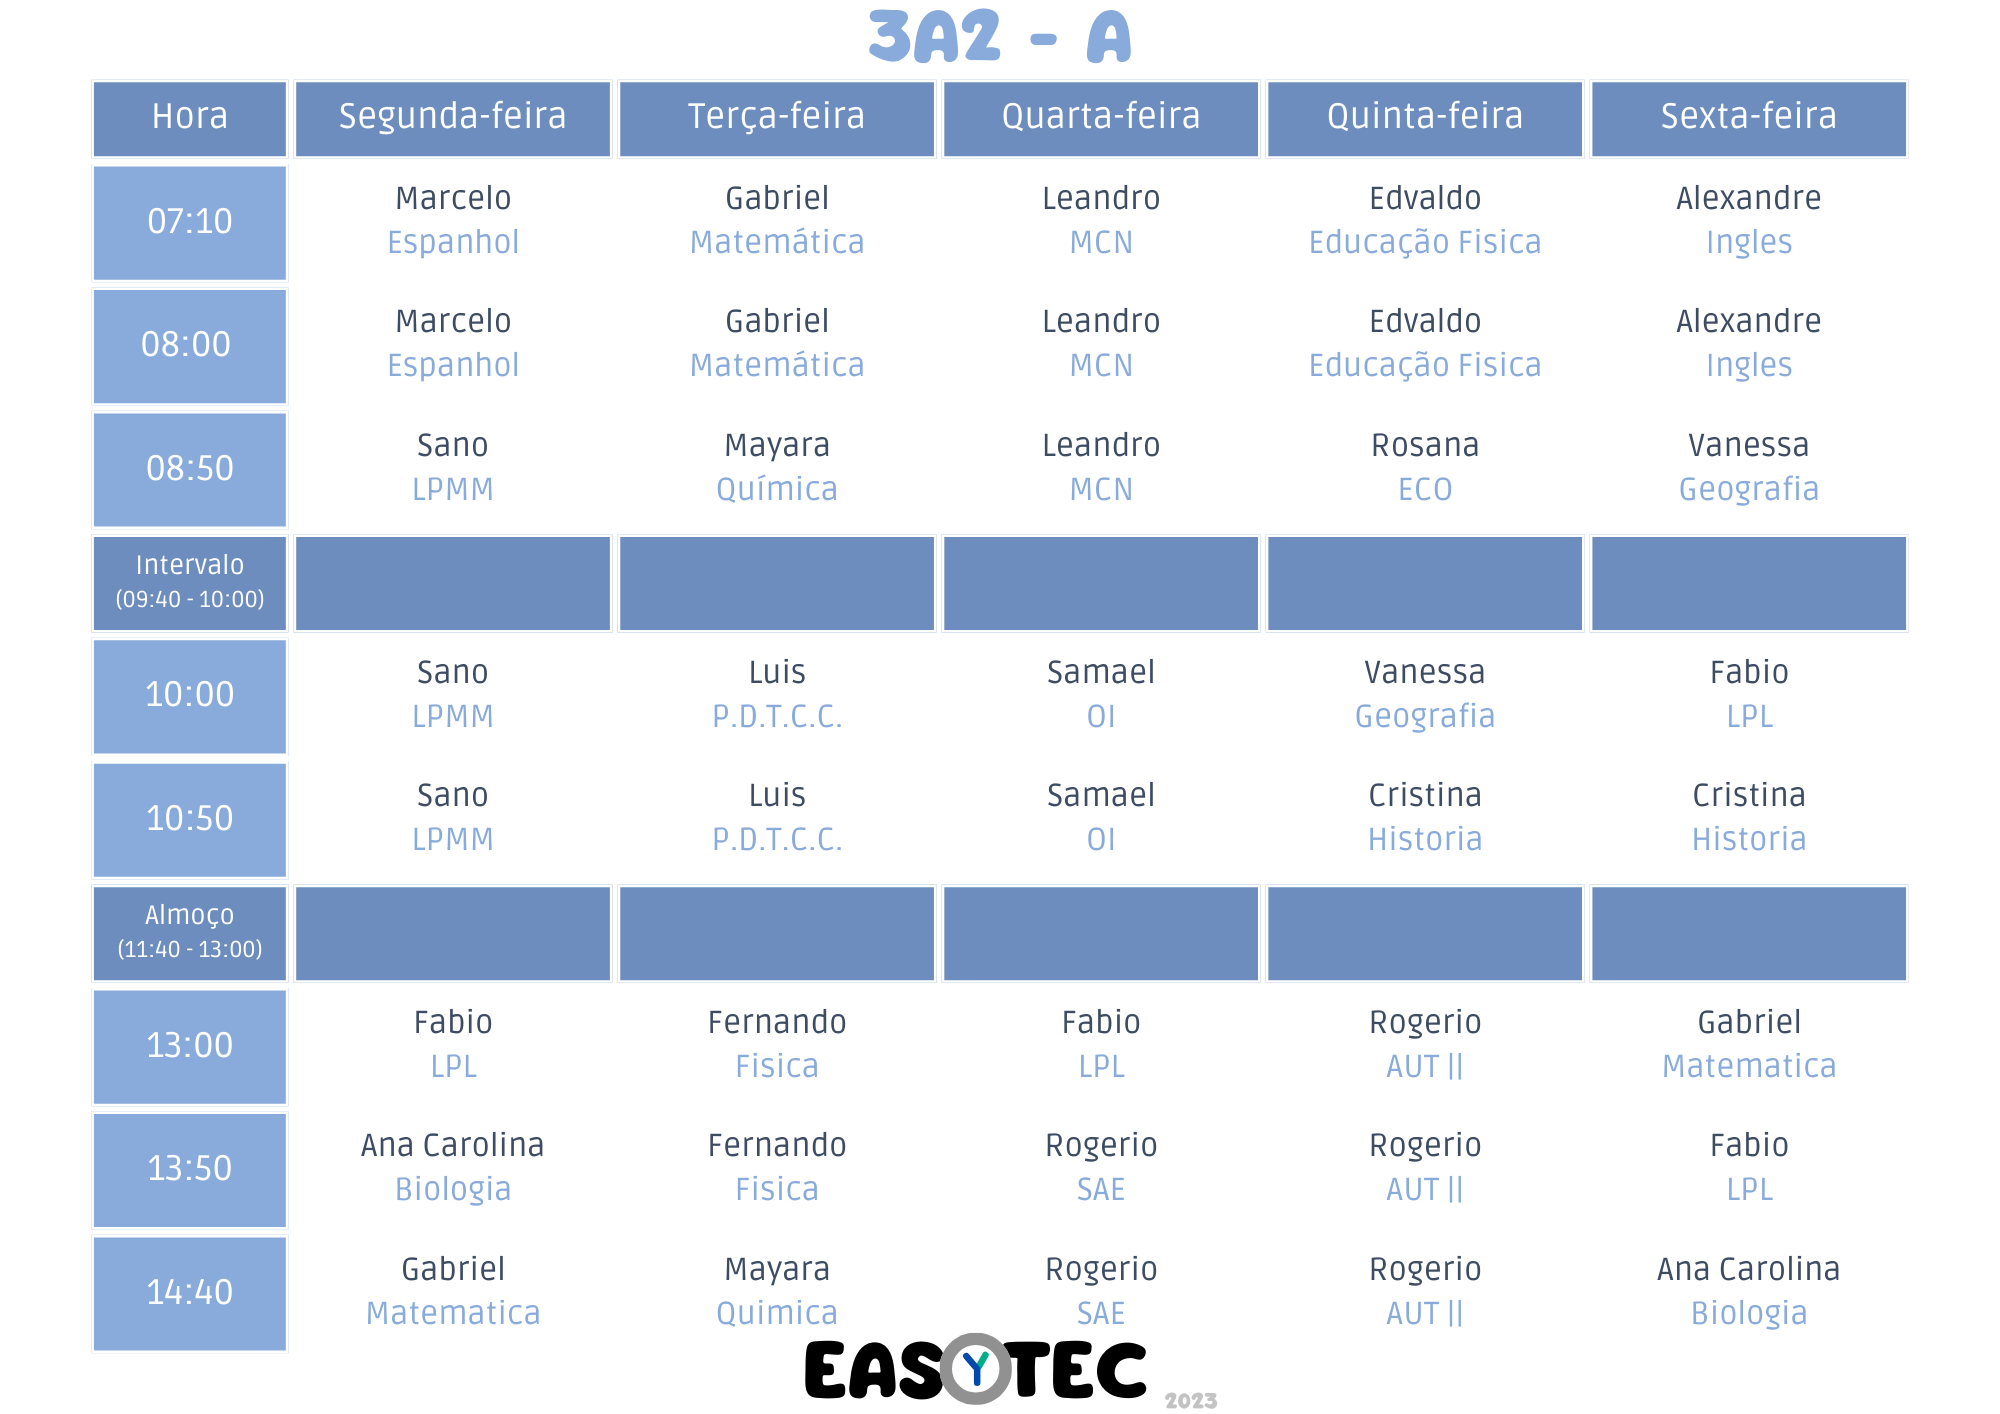 3A2 - A
Hora Segunda-feira Terça-feira Quarta-feira Quinta-feira Sexta-feira
07:10
Marcelo Gabriel Leandro Edvaldo Alexandre
Espanhol Matemática MCN Educação Fisica Ingles
08:00
Marcelo Gabriel Leandro Edvaldo Alexandre
Espanhol Matemática MCN Educação Fisica Ingles
08:50
Sano Mayara Leandro Rosana Vanessa
LPMM Química MCN ECO Geografia
Intervalo
(09:40 - 10:00)
10:00
Sano Luis Samael Vanessa Fabio
LPMM P.D.T.C.C. OI Geografia LPL
10:50
Sano Luis Samael Cristina Cristina
LPMM P.D.T.C.C. OI Historia Historia
Almoço
(11:40 - 13:00)
13:00
Fabio Fernando Fabio Rogerio Gabriel
LPL Fisica LPL AUT || Matematica
13:50
Ana Carolina Fernando Rogerio Rogerio Fabio
Biologia Fisica SAE AUT || LPL
14:40
Gabriel Mayara Rogerio Rogerio Ana Carolina
Matematica Quimica SAE AUT || Biologia
EASYTEC
2023